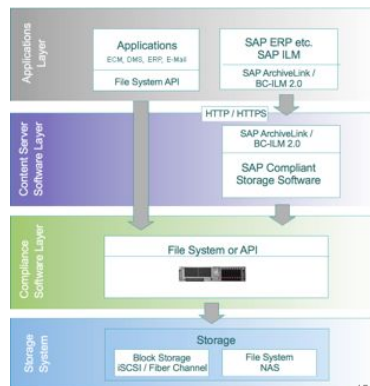 Applications
Layer
Applications
ECM, DMS, ERP, E-Mail
File System API
SAP ERP etc.
SAP ILM
SAP ArchiveLink /
BC-ILM 2.0
HTTP / HTTPS
Content Server
Software Layer
SAP ArchiveLink /
BC-ILM 2.0
SAP Compliant
Storage Software
Compliance
Software Layer
File System or API
Storage
System
Storage
Block Storage
iSCSI / Fiber Channel
File System
NAS